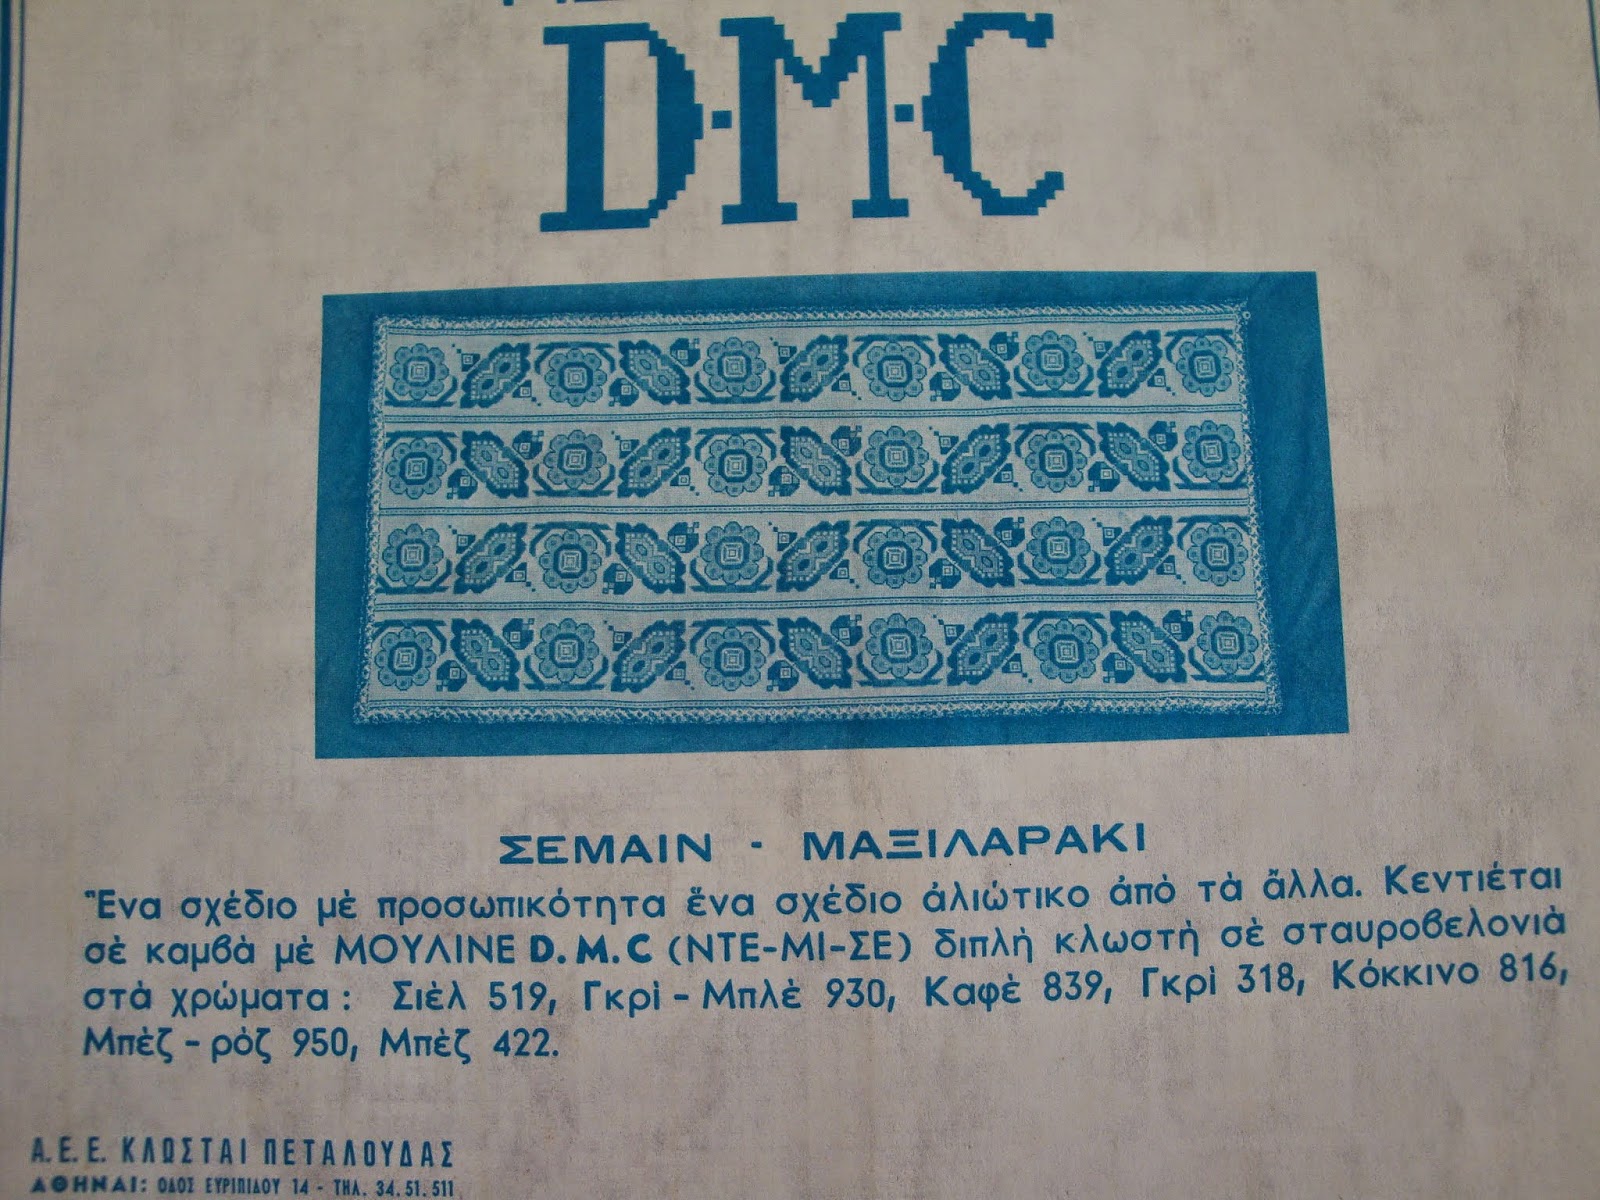 D·M·C
ΣΕΜΑΙΝ - ΜΑΞΙΛΑΡΑΚΙ
Ἕνα σχέδιο μὲ προσωπικότητα ἕνα σχέδιο ἀλιώτικο ἀπὸ τὰ ἄλλα. Κεντιέται
σὲ καμβὰ μὲ ΜΟΥΛΙΝΕ D.M.C (ΝΤΕ-ΜΙ-ΣΕ) διπλὴ κλωστὴ σὲ σταυροβελονιὰ
στὰ χρώματα: Σιὲλ 519, Γκρὶ - Μπλὲ 930, Καφὲ 839, Γκρὶ 318, Κόκκινο 816,
Μπὲζ - ρὸζ 950, Μπὲζ 422.
Α.Ε.Ε. ΚΛΩΣΤΑΙ ΠΕΤΑΛΟΥΔΑΣ
ΑΘΗΝΑΙ: ΟΔΟΣ ΕΥΡΙΠΙΔΟΥ 14 - ΤΗΛ. 34.51.511